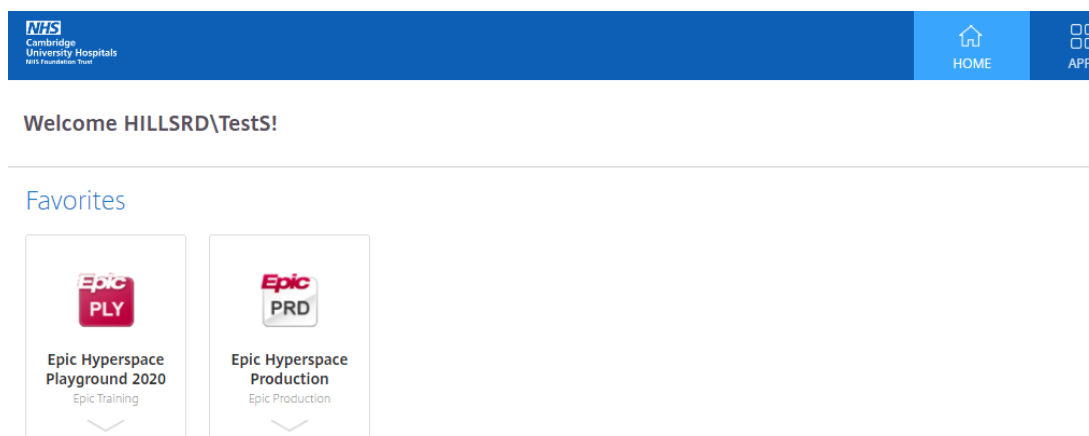 NHS
Cambridge
University Hospitals
NHS Foundation Trust
HOME
Welcome HILLSRD\TestS!
Favorites
Epic
PLY
Epic Hyperspace
Playground 2020
Epic Training
Epic
PRD
Epic Hyperspace
Production
Epic Production